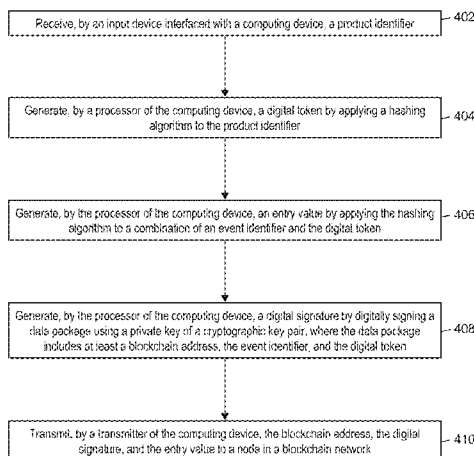 Receive, by an input device interfaced with a computing device, a product identifier
402
Generate, by a processor of the computing device, a digital token by applying a hashing
algorithm to the product identifier
404
Generate, by the processor of the computing device, an entry value by applying the hashing
algorithm to a combination of an event identifier and the digital token
406
Generate, by the processor of the computing device, a digital signature by digitally signing a
data package using a private key of a cryptographic key pair, where the data package
includes at least a blockchain address, the event identifier, and the digital token
408
Transmit, by a transmitter of the computing device, the blockchain address, the digital
signature, and the entry value to a node in a blockchain network
410